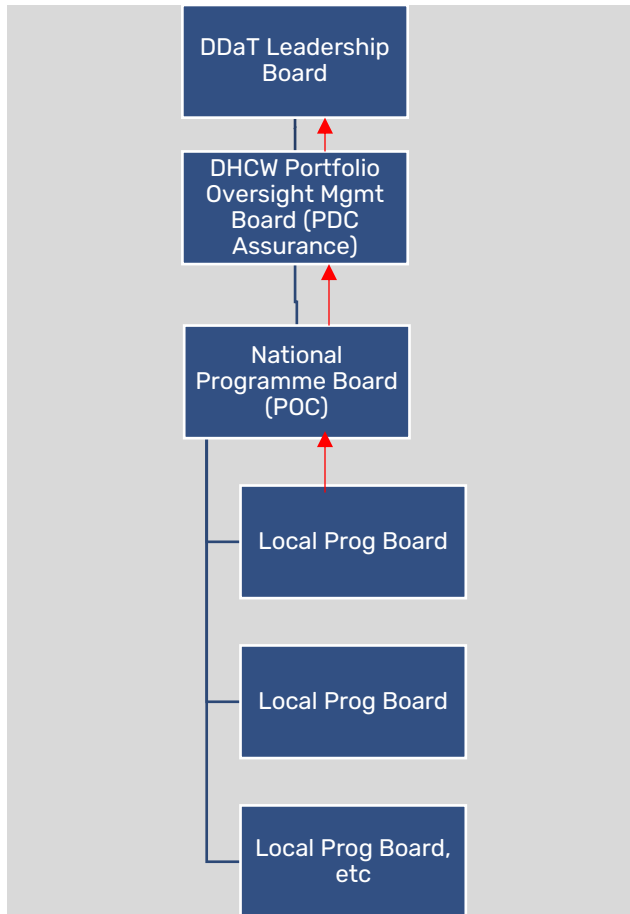 DDaT Leadership
Board
DHCW Portfolio
Oversight Mgmt
Board (PDC
Assurance)
National
Programme Board
(POC)
Local Prog Board
Local Prog Board
Local Prog Board,
etc